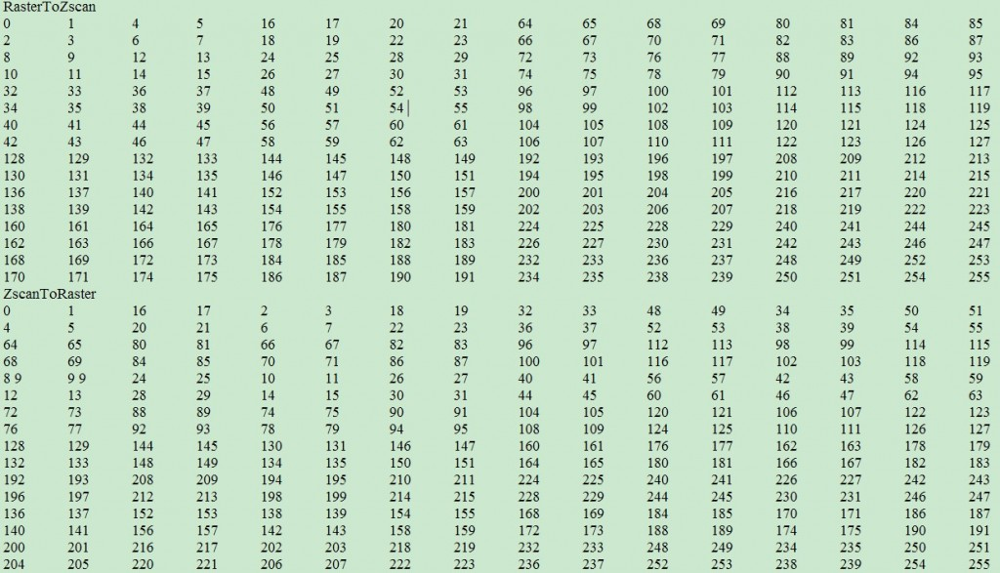 RasterToZscan
0 1 4 5 16 17 20 21 64 65 68 69 80 81 84 85
2 3 6 7 18 19 22 23 66 67 70 71 82 83 86 87
8 9 12 13 24 25 28 29 72 73 76 77 88 89 92 93
10 11 14 15 26 27 30 31 74 75 78 79 90 91 94 95
32 33 36 37 48 49 52 53 96 97 100 101 112 113 116 117
34 35 38 39 50 51 54 55 98 99 102 103 114 115 118 119
40 41 44 45 56 57 60 61 104 105 108 109 120 121 124 125
42 43 46 47 58 59 62 63 106 107 110 111 122 123 126 127
128 129 132 133 144 145 148 149 192 193 196 197 208 209 212 213
130 131 134 135 146 147 150 151 194 195 198 199 210 211 214 215
136 137 140 141 152 153 156 157 200 201 204 205 216 217 220 221
138 139 142 143 154 155 158 159 202 203 206 207 218 219 222 223
160 161 164 165 176 177 180 181 224 225 228 229 240 241 244 245
162 163 166 167 178 179 182 183 226 227 230 231 242 243 246 247
168 169 172 173 184 185 188 189 232 233 236 237 248 249 252 253
170 171 174 175 186 187 190 191 234 235 238 239 250 251 254 255
ZscanToRaster
0 1 16 17 2 3 18 19 32 33 48 49 34 35 50 51
4 5 20 21 6 7 22 23 36 37 52 53 38 39 54 55
64 65 80 81 66 67 82 83 96 97 112 113 98 99 114 115
68 69 84 85 70 71 86 87 100 101 116 117 102 103 118 119
8 9 9 9 24 25 10 11 26 27 40 41 56 57 42 43 58 59
12 13 28 29 14 15 30 31 44 45 60 61 46 47 62 63
72 73 88 89 74 75 90 91 104 105 120 121 106 107 122 123
76 77 92 93 78 79 94 95 108 109 124 125 110 111 126 127
128 129 144 145 130 131 146 147 160 161 176 177 162 163 178 179
132 133 148 149 134 135 150 151 164 165 180 181 166 167 182 183
192 193 208 209 194 195 210 211 224 225 240 241 226 227 242 243
196 197 212 213 198 199 214 215 228 229 244 245 230 231 246 247
136 137 152 153 138 139 154 155 168 169 184 185 170 171 186 187
140 141 156 157 142 143 158 159 172 173 188 189 174 175 190 191
200 201 216 217 202 203 218 219 232 233 248 249 234 235 250 251
204 205 220 221 206 207 222 223 236 237 252 253 238 239 254 255